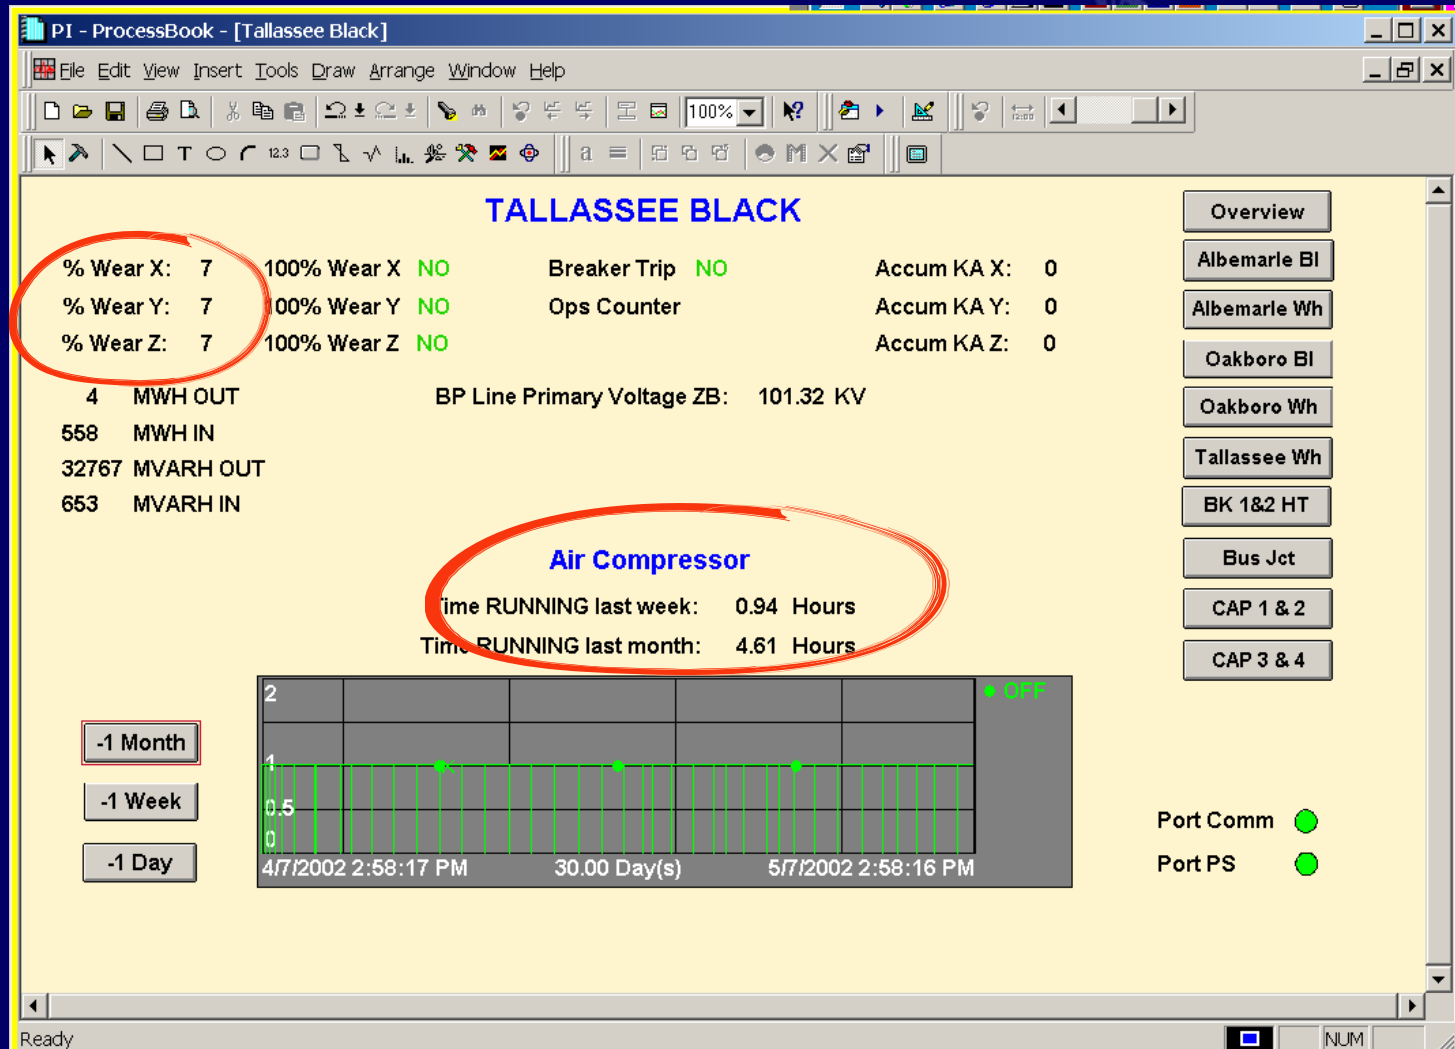 PI - ProcessBook - [Tallassee Black]
File Edit View Insert Tools Draw Arrange Window Help
100%
T 12.3 a M
TALLASSEE BLACK
% Wear X: 7 100% Wear X NO Breaker Trip NO Accum KA X: 0
% Wear Y: 7 100% Wear Y NO Ops Counter Accum KA Y: 0
% Wear Z: 7 100% Wear Z NO Accum KA Z: 0
4 MWH OUT BP Line Primary Voltage ZB: 101.32 KV
558 MWH IN
32767 MVARH OUT
653 MVARH IN
Overview
Albemarle Bl
Albemarle Wh
Oakboro Bl
Oakboro Wh
Tallassee Wh
BK 1&2 HT
Bus Jct
CAP 1 & 2
CAP 3 & 4
Air Compressor
Time RUNNING last week: 0.94 Hours
Time RUNNING last month: 4.61 Hours
-1 Month
-1 Week
-1 Day
2
1
0.5
0
OFF
4/7/2002 2:58:17 PM 30.00 Day(s) 5/7/2002 2:58:16 PM
Port Comm
Port PS
Ready NUM